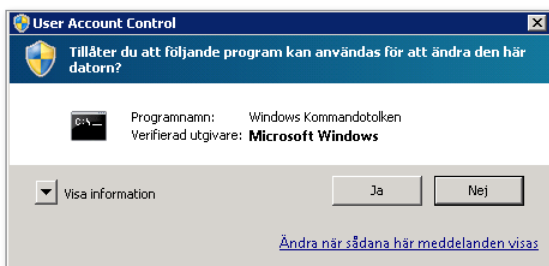 User Account Control
Tillåter du att följande program kan användas för att ändra den här
datorn?
C:\_
Programnamn: Windows Kommandotolken
Verifierad utgivare: Microsoft Windows
Visa information
Ja
Nej
Ändra när sådana här meddelanden visas